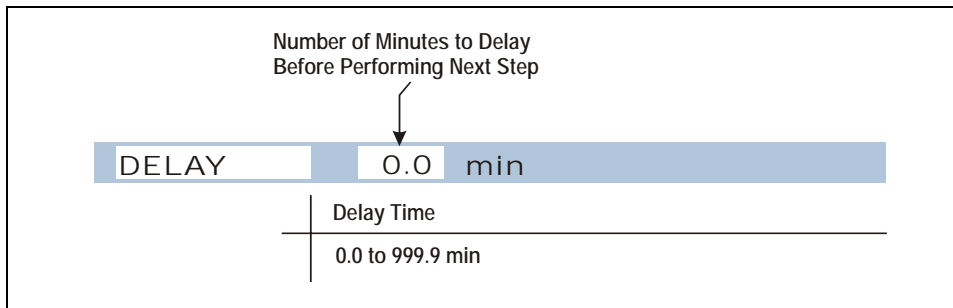 Number of Minutes to Delay
Before Performing Next Step
DELAY 0.0 min
Delay Time
0.0 to 999.9 min